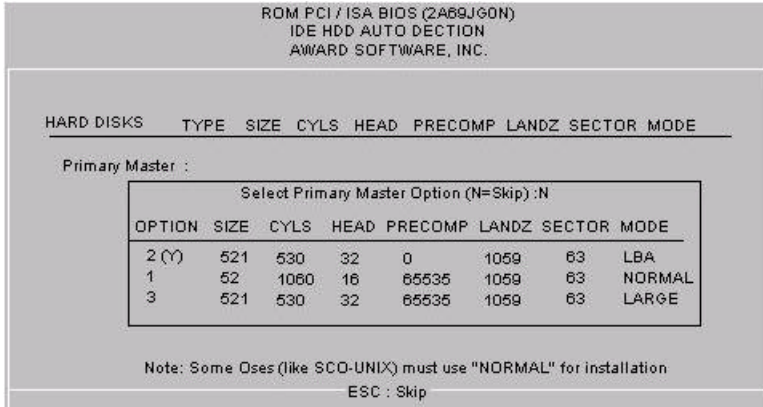 ROM PCI / ISA BIOS (2A69JG0N)
IDE HDD AUTO DECTION
AWARD SOFTWARE, INC.
HARD DISKS TYPE SIZE CYLS HEAD PRECOMP LANDZ SECTOR MODE
Primary Master :
Select Primary Master Option (N=Skip) :N
OPTION SIZE CYLS HEAD PRECOMP LANDZ SECTOR MODE
2 (Y) 521 530 32 0 1059 63 LBA
1 52 1060 16 65535 1059 63 NORMAL
3 521 530 32 65535 1059 63 LARGE
Note: Some Oses (like SCO-UNIX) must use "NORMAL" for installation
ESC : Skip